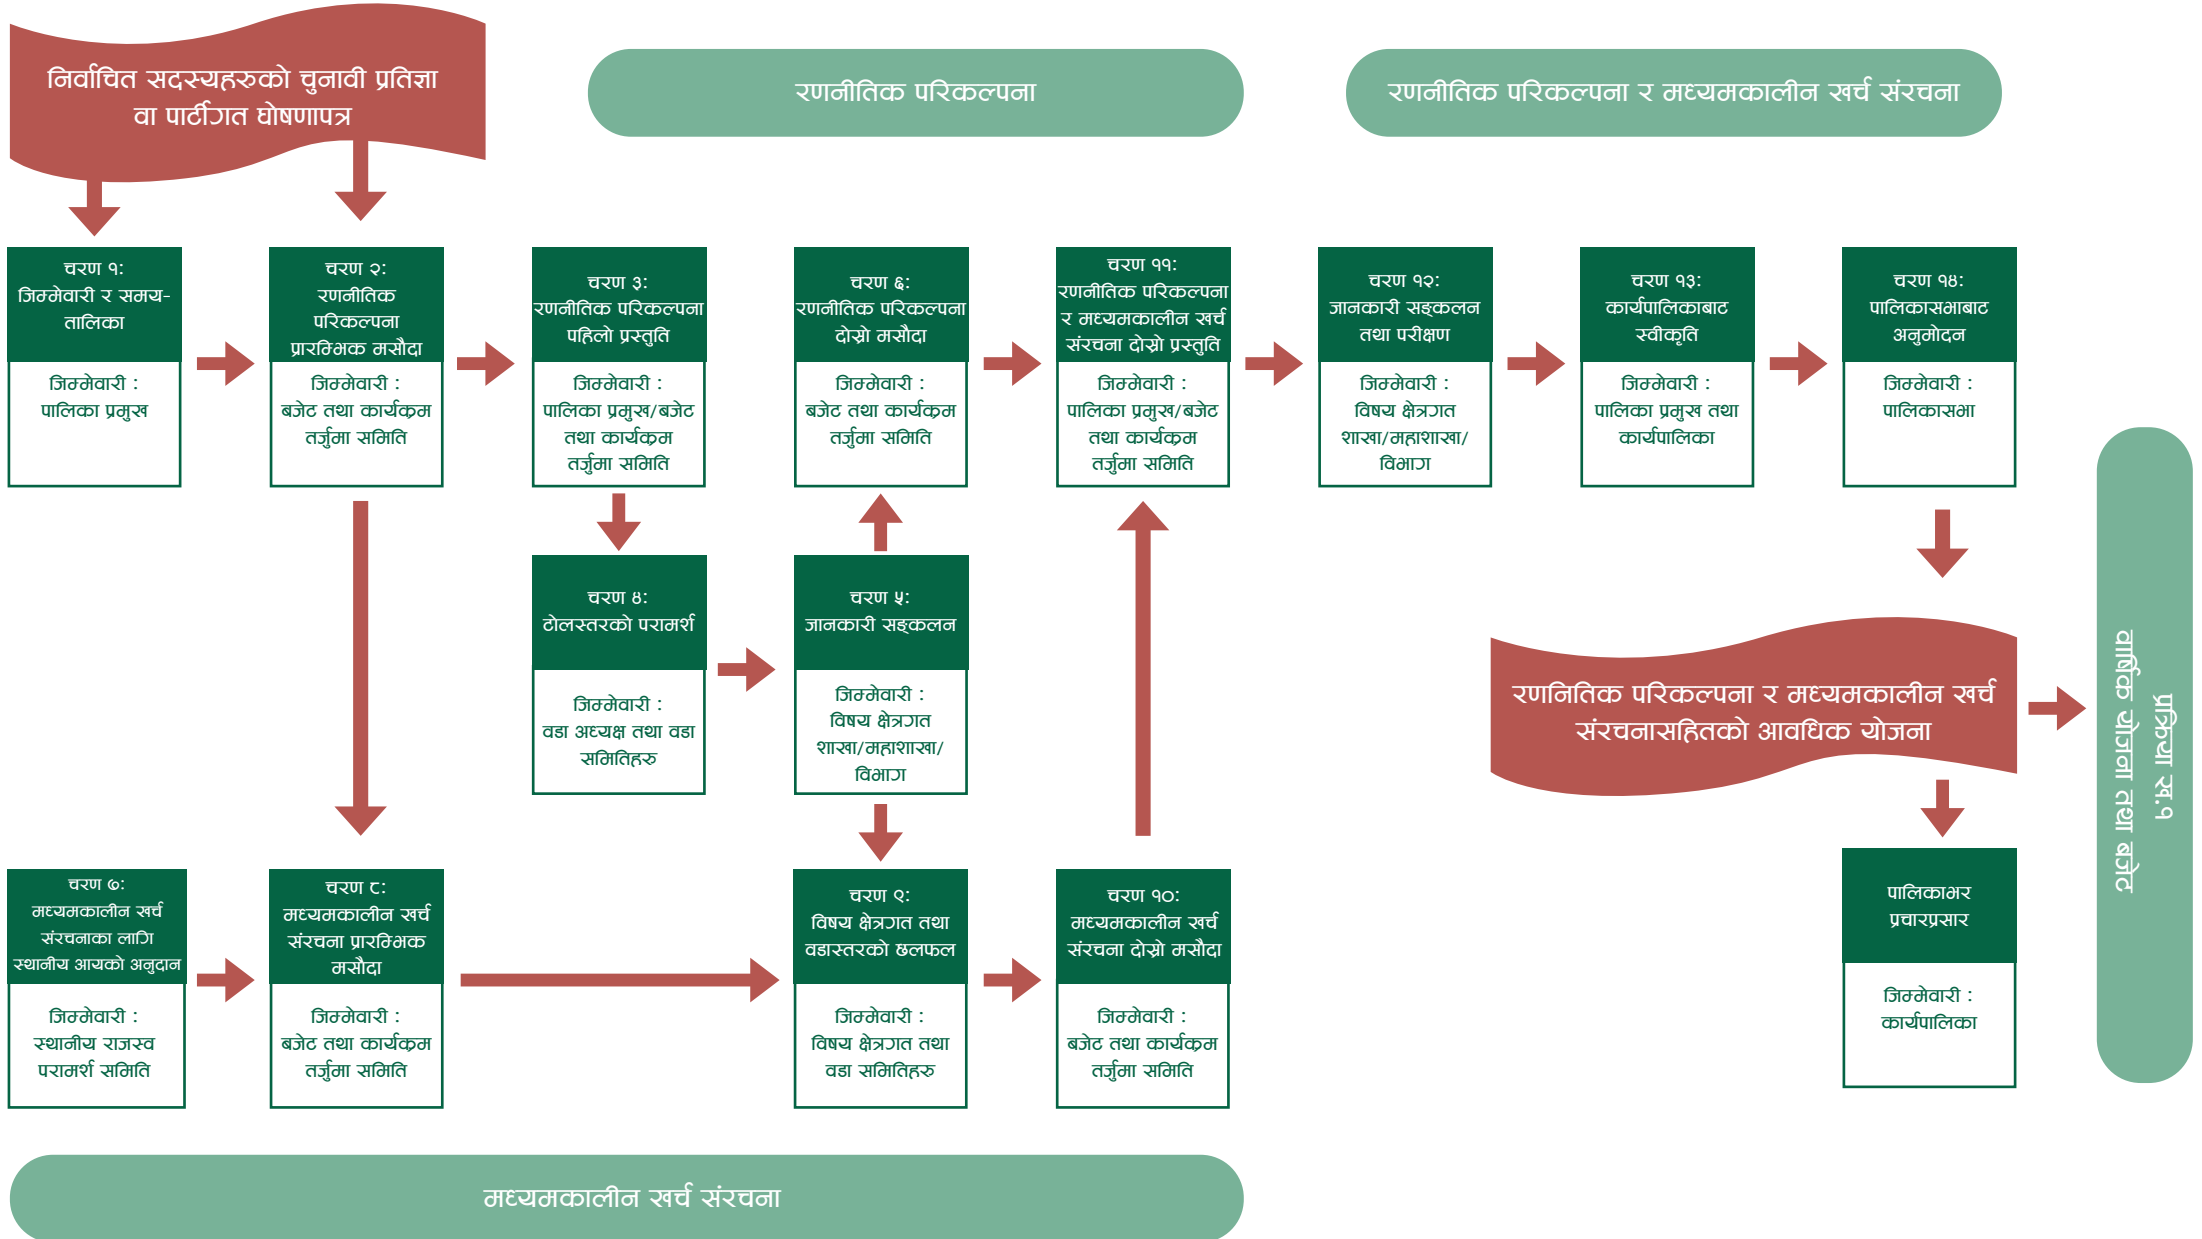 निर्वाचित सदस्यहरुको चुनावी प्रतिज्ञा
वा पार्टीगत घोषणापत्र
रणनीतिक परिकल्पना
रणनीतिक परिकल्पना र मध्यमकालीन खर्च संरचना
चरण १:
जिम्मेवारी र समय-
तालिका
जिम्मेवारी :
पालिका प्रमुख
चरण २:
रणनीतिक
परिकल्पना
प्रारम्भिक मसौदा
जिम्मेवारी :
बजेट तथा कार्यक्रम
तर्जुमा समिति
चरण ३:
रणनीतिक परिकल्पना
पहिलो प्रस्तुति
जिम्मेवारी :
पालिका प्रमुख/बजेट
तथा कार्यक्रम
तर्जुमा समिति
चरण ६:
रणनीतिक परिकल्पना
दोस्रो मसौदा
जिम्मेवारी :
बजेट तथा कार्यक्रम
तर्जुमा समिति
चरण ११:
रणनीतिक परिकल्पना
र मध्यमकालीन खर्च
संरचना दोस्रो प्रस्तुति
जिम्मेवारी :
पालिका प्रमुख/बजेट
तथा कार्यक्रम
तर्जुमा समिति
चरण १२:
जानकारी सङ्कलन
तथा परीक्षण
जिम्मेवारी :
विषय क्षेत्रगत
शाखा/महाशाखा/
विभाग
चरण १३:
कार्यपालिकाबाट
स्वीकृति
जिम्मेवारी :
पालिका प्रमुख तथा
कार्यपालिका
चरण १४:
पालिकासभाबाट
अनुमोदन
जिम्मेवारी :
पालिकासभा
चरण ४:
टोलस्तरको परामर्श
जिम्मेवारी :
वडा अध्यक्ष तथा वडा
समितिहरु
चरण ५:
जानकारी सङ्कलन
जिम्मेवारी :
विषय क्षेत्रगत
शाखा/महाशाखा/
विभाग
रणनितिक परिकल्पना र मध्यमकालीन खर्च
संरचनासहितको आवधिक योजना
प्रक्रिया ख.१
वार्षिक योजना तथा बजेट
चरण ७:
मध्यमकालीन खर्च
संरचनाका लागि
स्थानीय आयको अनुदान
जिम्मेवारी :
स्थानीय राजस्व
परामर्श समिति
चरण ८:
मध्यमकालीन खर्च
संरचना प्रारम्भिक
मसौदा
जिम्मेवारी :
बजेट तथा कार्यक्रम
तर्जुमा समिति
चरण ९:
विषय क्षेत्रगत तथा
वडास्तरको छलफल
जिम्मेवारी :
विषय क्षेत्रगत तथा
वडा समितिहरु
चरण १०:
मध्यमकालीन खर्च
संरचना दोस्रो मसौदा
जिम्मेवारी :
बजेट तथा कार्यक्रम
तर्जुमा समिति
पालिकाभर
प्रचारप्रसार
जिम्मेवारी :
कार्यपालिका
मध्यमकालीन खर्च संरचना